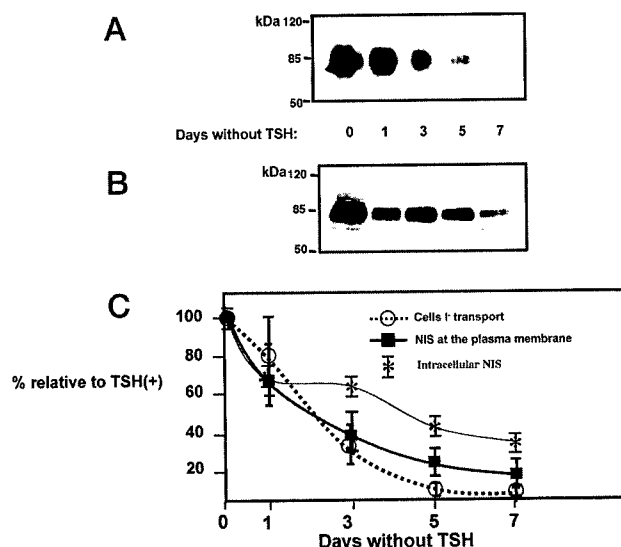 A
kDa 120
85
50
Days without TSH: 0 1 3 5 7
B
kDa 120
85
50
C
100
80
60
40
20
% relative to TSH(+)
Cells I⁻ transport
NIS at the plasma membrane
Intracellular NIS
0 1 3 5 7
Days without TSH